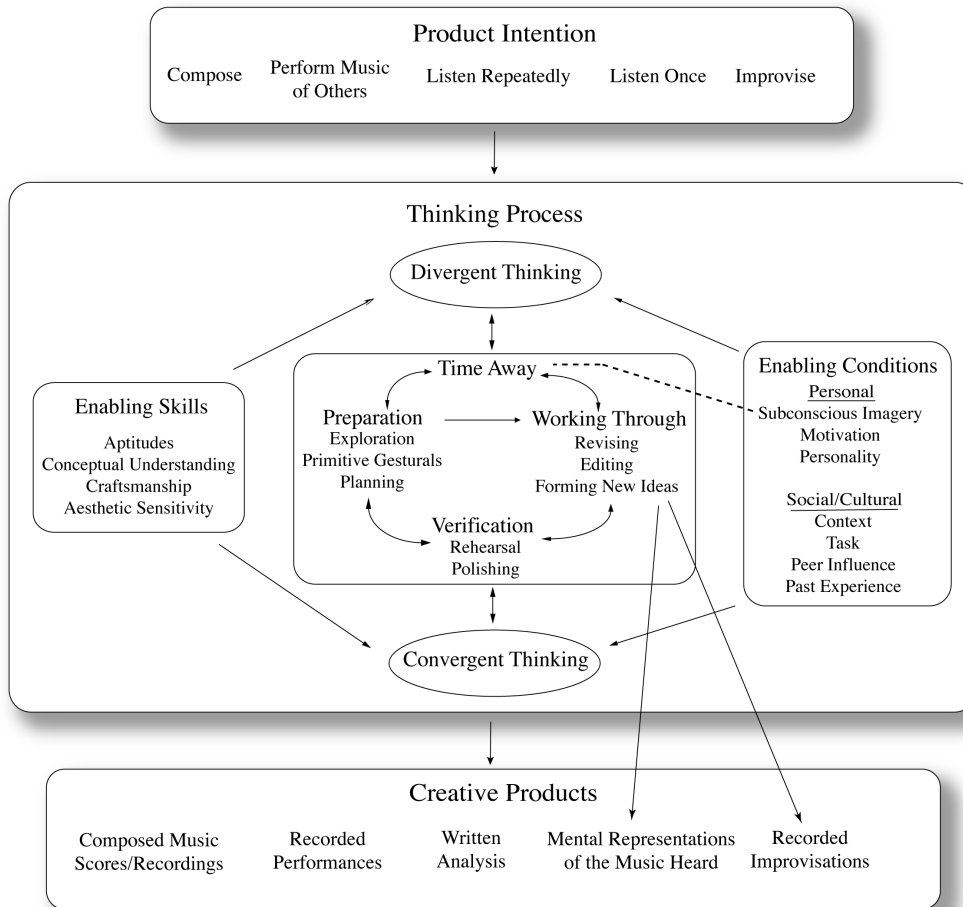 Product Intention
Compose
Perform Music
of Others
Listen Repeatedly
Listen Once
Improvise
Thinking Process
Divergent Thinking
Enabling Skills
Aptitudes
Conceptual Understanding
Craftsmanship
Aesthetic Sensitivity
Time Away
Preparation
Exploration
Primitive Gesturals
Planning
Working Through
Revising
Editing
Forming New Ideas
Verification
Rehearsal
Polishing
Enabling Conditions
Personal
Subconscious Imagery
Motivation
Personality
Social/Cultural
Context
Task
Peer Influence
Past Experience
Convergent Thinking
Creative Products
Composed Music
Scores/Recordings
Recorded
Performances
Written
Analysis
Mental Representations
of the Music Heard
Recorded
Improvisations